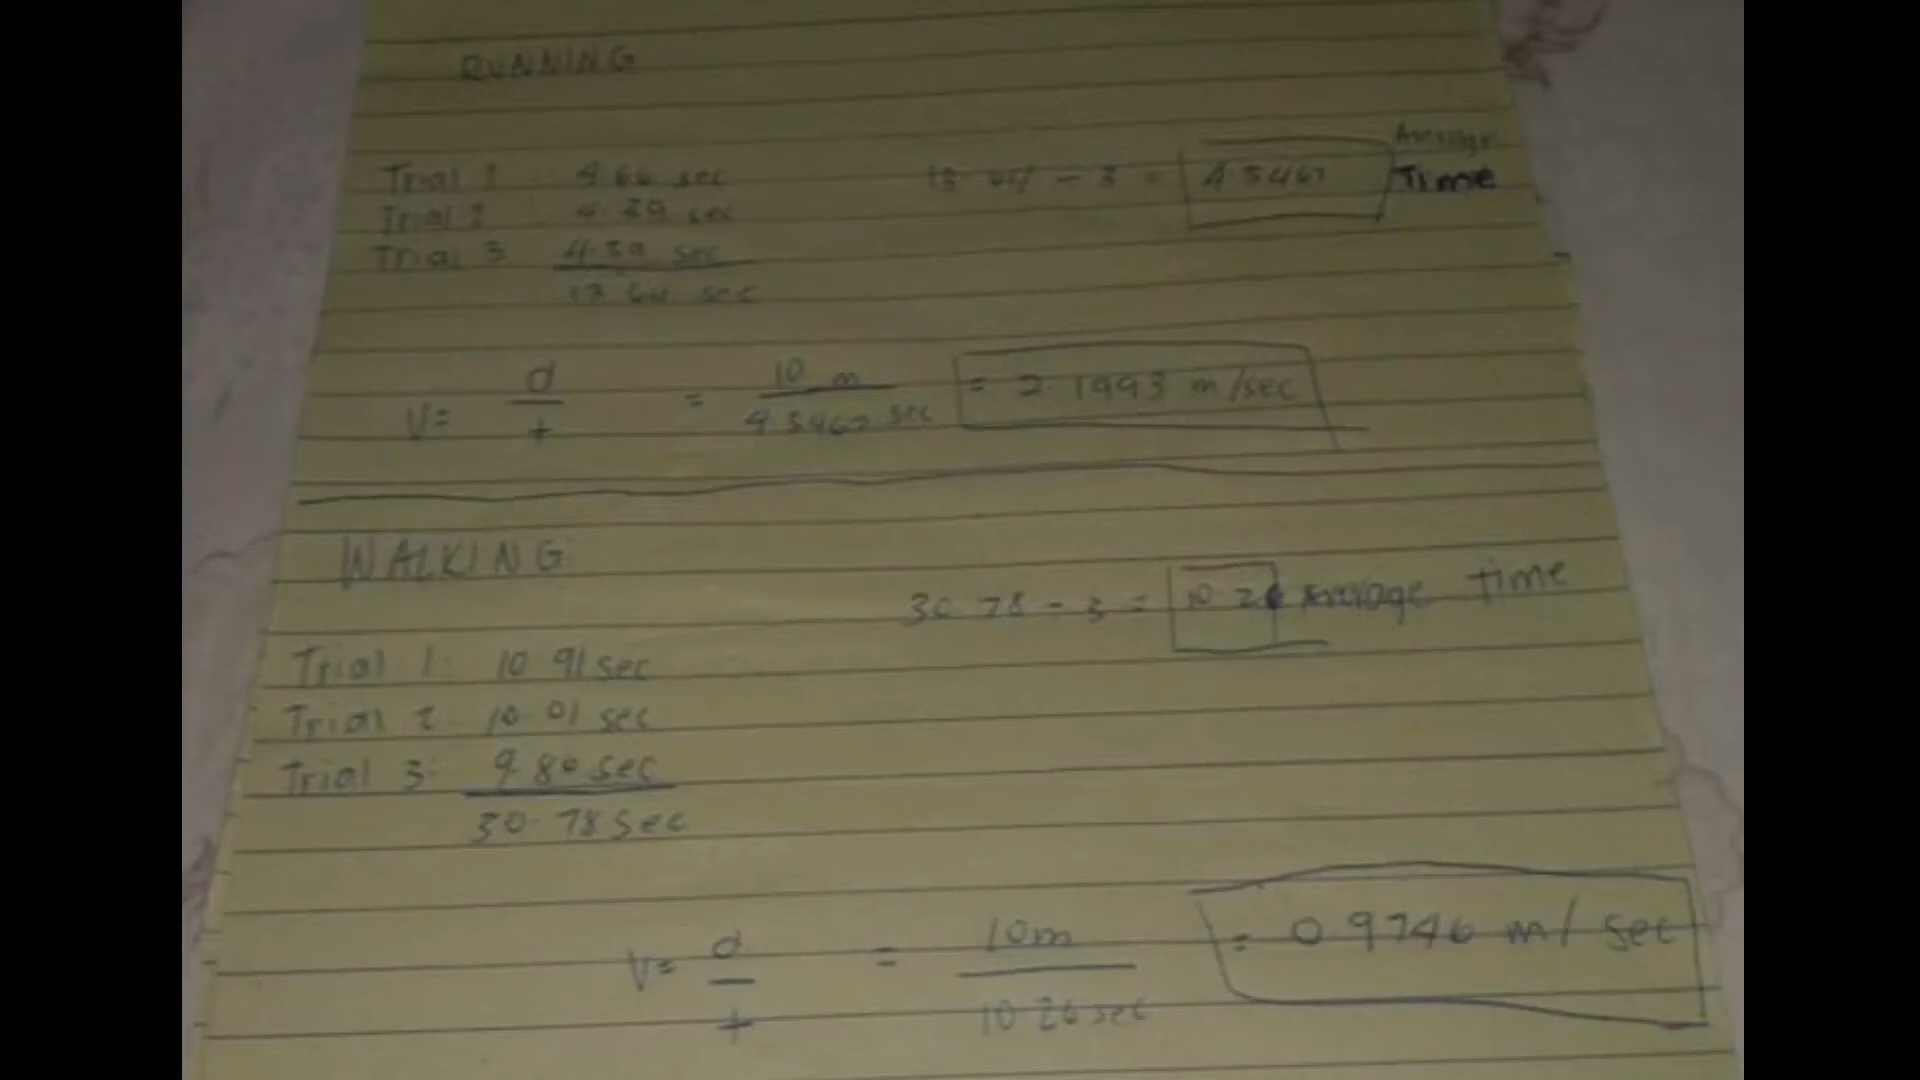 RUNNING
Trial 1 : 4.66 sec
Trial 2 : 4.39 sec
Trial 3 4.59 sec
13.64 sec
13.64 ÷ 3 = 4.5467 Average Time
V= d/t = 10 m/4.5467 sec = 2.1993 m/sec
WALKING
30.78 ÷ 3 = 10.26 average time
Trial 1: 10.91 sec
Trial 2: 10.01 sec
Trial 3: 9.86 sec
30.78 sec
V= d/t = 10m/10.26 sec = 0.9746 m/sec